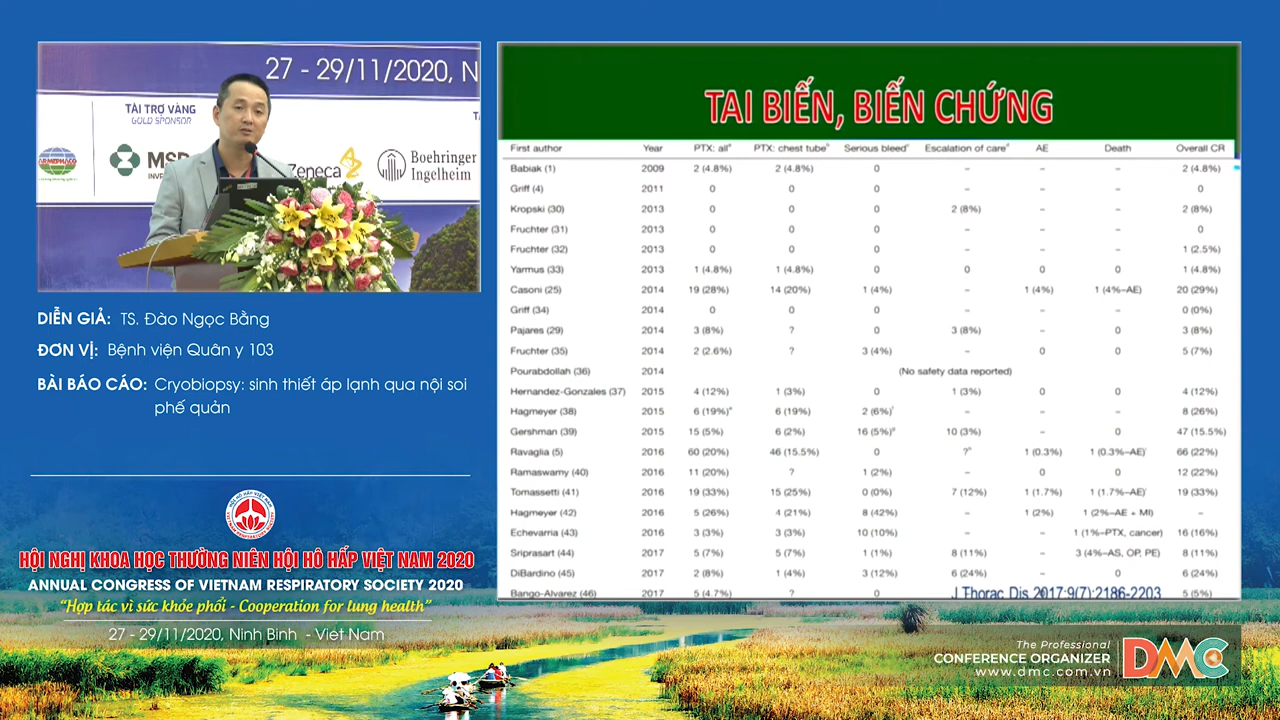 27 - 29/11/2020, N
TÀI TRỢ VÀNG
GOLD SPONSOR
ARMEPHACO
MSD
Zeneca
Boehringer
Ingelheim
DIỄN GIẢ: TS. Đào Ngọc Bằng
ĐƠN VỊ: Bệnh viện Quân y 103
BÀI BÁO CÁO: Cryobiopsy: sinh thiết áp lạnh qua nội soi
phế quản
HỘI NGHỊ KHOA HỌC THƯỜNG NIÊN HỘI HÔ HẤP VIỆT NAM 2020
ANNUAL CONGRESS OF VIETNAM RESPIRATORY SOCIETY 2020
“Hợp tác vì sức khỏe phổi - Cooperation for lung health”
27 - 29/11/2020, Ninh Bình - Việt Nam
TAI BIẾN, BIẾN CHỨNG
First author Year PTX: allᵃ PTX: chest tubeᵇ Serious bleedᶜ Escalation of careᵈ AE Death Overall CR
Babiak (1) 2009 2 (4.8%) 2 (4.8%) 0 – – – 2 (4.8%)
Griff (4) 2011 0 0 0 – – – 0
Kropski (30) 2013 0 0 0 2 (8%) – – 2 (8%)
Fruchter (31) 2013 0 0 0 – – – 0
Fruchter (32) 2013 0 0 0 – – – 1 (2.5%)
Yarmus (33) 2013 1 (4.8%) 1 (4.8%) 0 0 0 0 1 (4.8%)
Casoni (25) 2014 19 (28%) 14 (20%) 1 (4%) – 1 (4%) 1 (4%–AE) 20 (29%)
Griff (34) 2014 0 0 0 – – – 0 (0%)
Pajares (29) 2014 3 (8%) ? 0 3 (8%) – 0 3 (8%)
Fruchter (35) 2014 2 (2.6%) ? 3 (4%) – 0 0 5 (7%)
Pourabdollah (36) 2014 (No safety data reported)
Hernandez-Gonzales (37) 2015 4 (12%) 1 (3%) 0 1 (3%) 0 0 4 (12%)
Hagmeyer (38) 2015 6 (19%)ᵉ 6 (19%) 2 (6%)ᶠ – – – 8 (26%)
Gershman (39) 2015 15 (5%) 6 (2%) 16 (5%)ᵍ 10 (3%) – 0 47 (15.5%)
Ravaglia (5) 2016 60 (20%) 46 (15.5%) 0 ?ʰ 1 (0.3%) 1 (0.3%–AE) 66 (22%)
Ramaswamy (40) 2016 11 (20%) ? 1 (2%) – 0 0 12 (22%)
Tomassetti (41) 2016 19 (33%) 15 (25%) 0 (0%) 7 (12%) 1 (1.7%) 1 (1.7%–AE) 19 (33%)
Hagmeyer (42) 2016 5 (26%) 4 (21%) 8 (42%) – 1 (2%) 1 (2%–AE + MI) –
Echevarria (43) 2016 3 (3%) 3 (3%) 10 (10%) – – 1 (1%–PTX, cancer) 16 (16%)
Sriprasart (44) 2017 5 (7%) 5 (7%) 1 (1%) 8 (11%) – 3 (4%–AS, OP, PE) 8 (11%)
DiBardino (45) 2017 2 (8%) 1 (4%) 3 (12%) 6 (24%) – 0 6 (24%)
Bango-Alvarez (46) 2017 5 (4.7%) ? 0 5 (5%)
J Thorac Dis 2017;9(7):2186-2203
The Professional
CONFERENCE ORGANIZER
www.dmc.com.vn
DMC